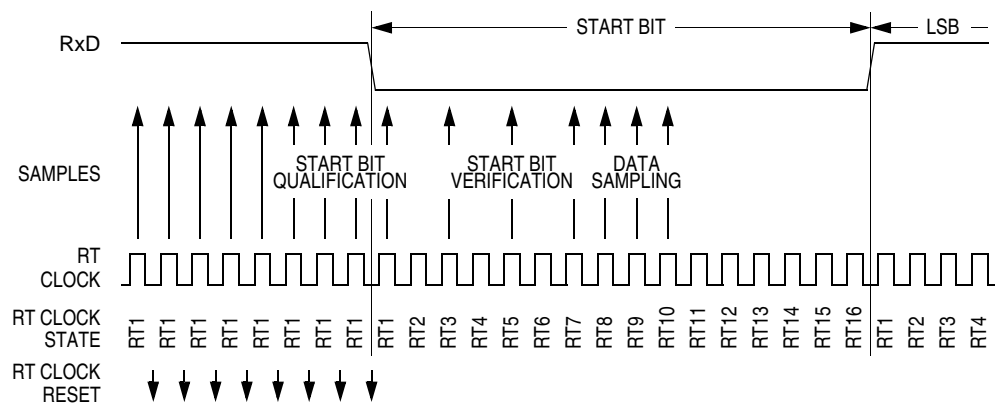 START BIT
LSB
RxD
SAMPLES
START BIT
QUALIFICATION
START BIT
VERIFICATION
DATA
SAMPLING
RT
CLOCK
RT CLOCK
STATE
RT1 RT1 RT1 RT1 RT1 RT1 RT1 RT1 RT1 RT2 RT3 RT4 RT5 RT6 RT7 RT8 RT9 RT10 RT11 RT12 RT13 RT14 RT15 RT16 RT1 RT2 RT3 RT4
RT CLOCK
RESET